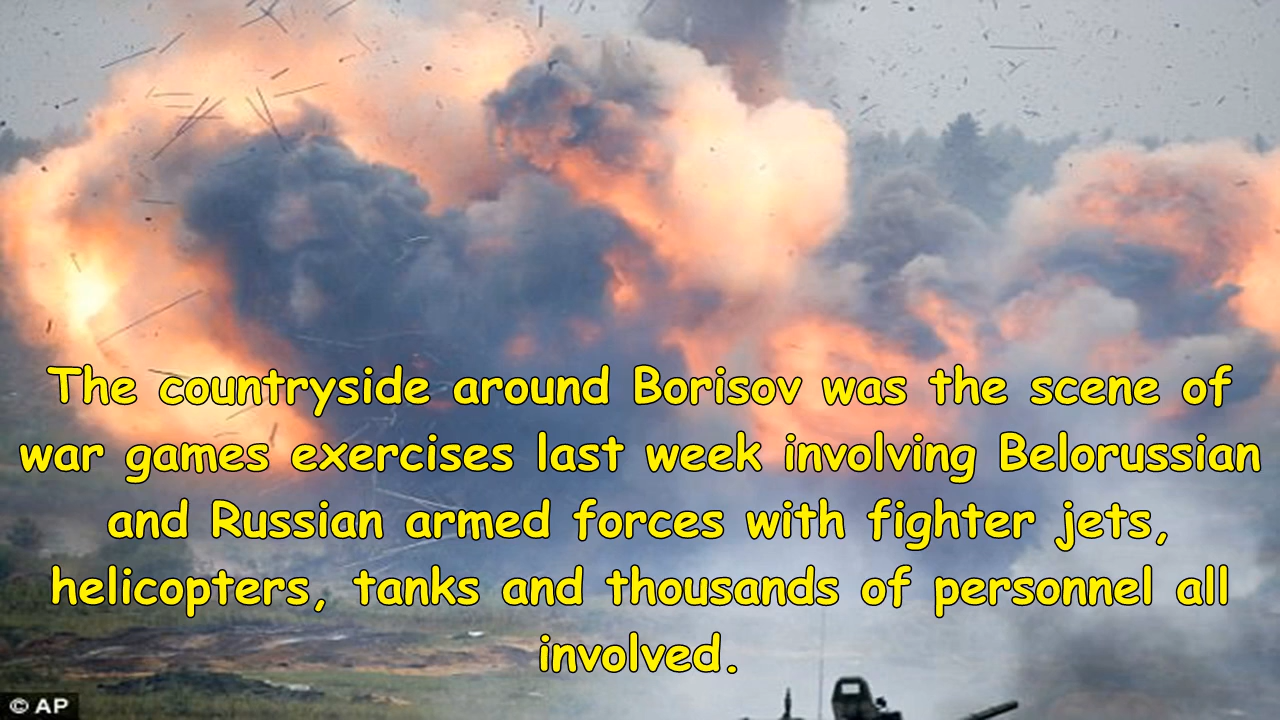 The countryside around Borisov was the scene of
war games exercises last week involving Belorussian
and Russian armed forces with fighter jets,
helicopters, tanks and thousands of personnel all
involved.
© AP